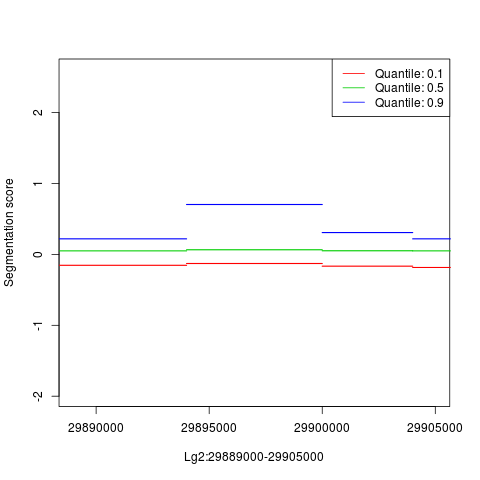 Quantile: 0.1
Quantile: 0.5
Quantile: 0.9
Segmentation score
2
1
0
-1
-2
29890000 29895000 29900000 29905000
Lg2:29889000-29905000